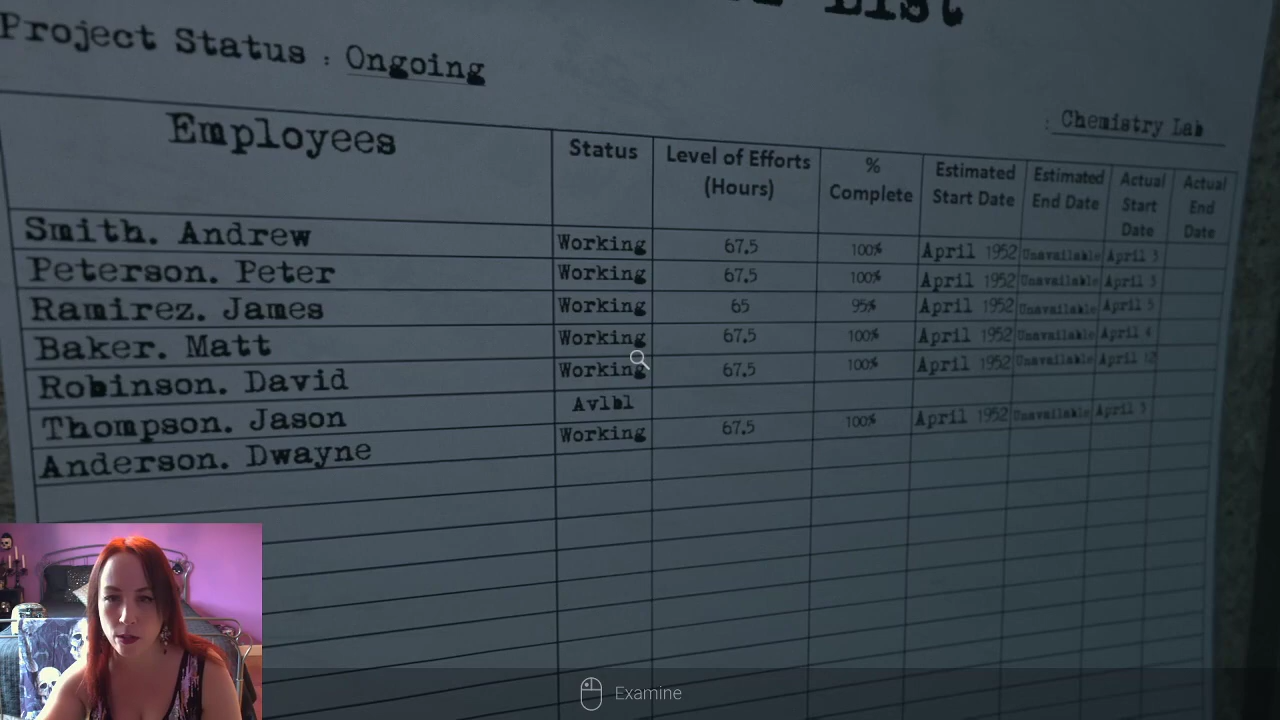 List
Project Status : Ongoing
: Chemistry Lab
Employees Status Level of Efforts (Hours) % Complete Estimated Start Date Estimated End Date Actual Start Date Actual End Date
Smith. Andrew Working 67.5 100% April 1952 Unavailable April 3
Peterson. Peter Working 67.5 100% April 1952 Unavailable April 3
Ramirez. James Working 65 95% April 1952 Unavailable April 5
Baker. Matt Working 67.5 100% April 1952 Unavailable April 4
Robinson. David Working 67.5 100% April 1952 Unavailable April 12
Thompson. Jason Avlbl
Anderson. Dwayne Working 67.5 100% April 1952 Unavailable April 3
Examine